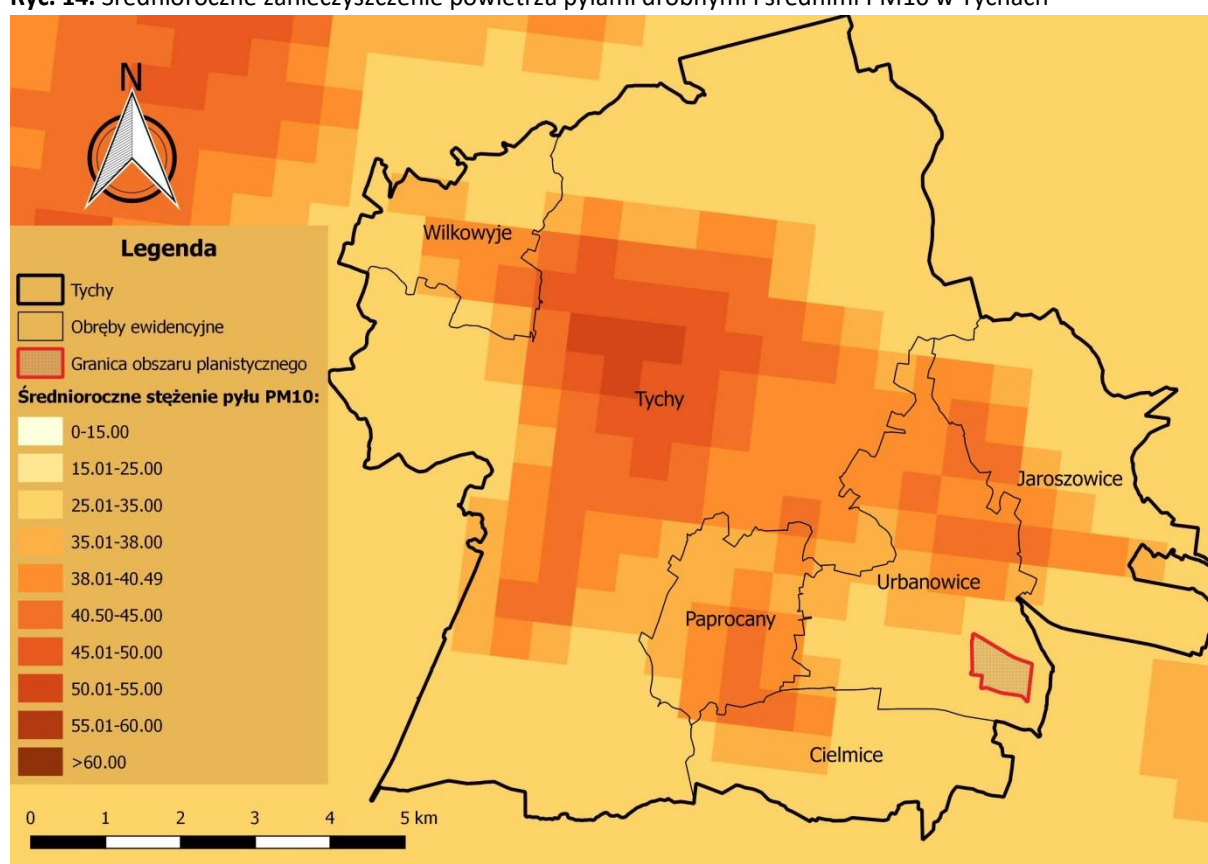 Ryc. 14. Średnioroczne zanieczyszczenie powietrza pyłami drobnymi i średnimi PM10 w Tychach
N
Wilkowyje
Tychy
Jaroszowice
Urbanowice
Paprocany
Cielmice
Legenda
Tychy
Obręby ewidencyjne
Granica obszaru planistycznego
Średnioroczne stężenie pyłu PM10:
0-15.00
15.01-25.00
25.01-35.00
35.01-38.00
38.01-40.49
40.50-45.00
45.01-50.00
50.01-55.00
55.01-60.00
>60.00
0 1 2 3 4 5 km